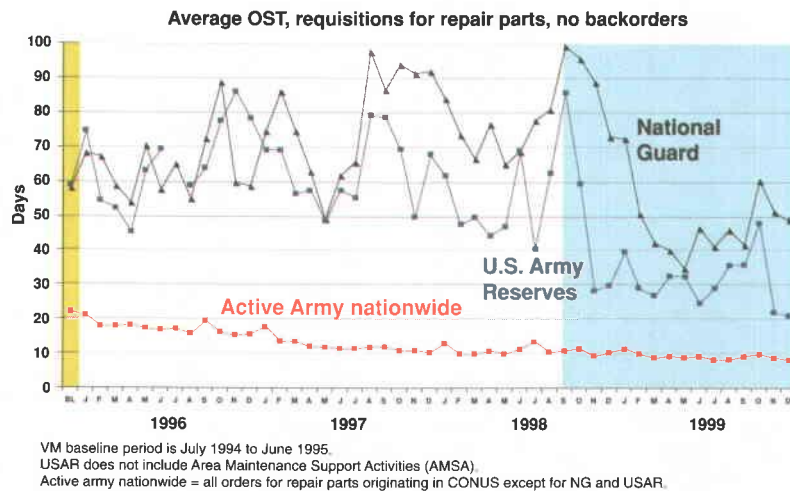 Average OST, requisitions for repair parts, no backorders
100
90
80
70
60
50
40
30
20
10
0
Days
National
Guard
U.S. Army
Reserves
Active Army nationwide
BL J F M A M J J A S O N D J F M A M J J A S O N D J F M A M J J A S O N D J F M A M J J A S O N D
1996 1997 1998 1999
VM baseline period is July 1994 to June 1995.
USAR does not include Area Maintenance Support Activities (AMSA).
Active army nationwide = all orders for repair parts originating in CONUS except for NG and USAR.